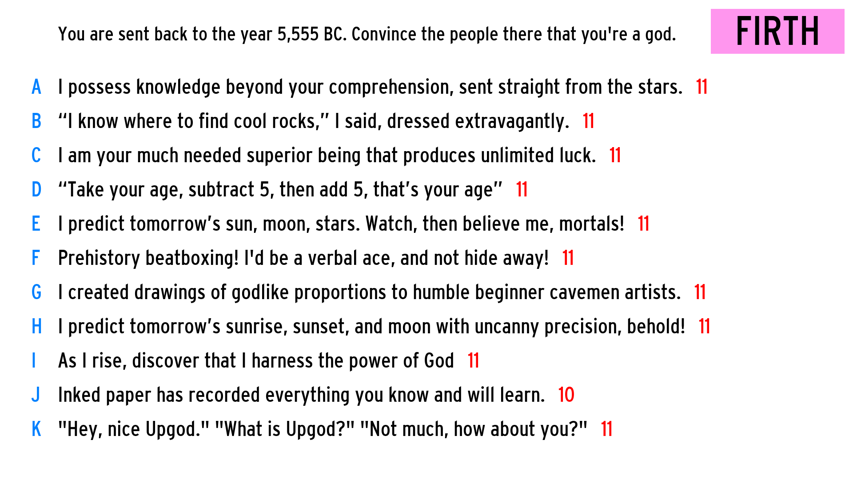 You are sent back to the year 5,555 BC. Convince the people there that you're a god.
FIRTH
A I possess knowledge beyond your comprehension, sent straight from the stars. 11
B “I know where to find cool rocks,” I said, dressed extravagantly. 11
C I am your much needed superior being that produces unlimited luck. 11
D “Take your age, subtract 5, then add 5, that’s your age” 11
E I predict tomorrow’s sun, moon, stars. Watch, then believe me, mortals! 11
F Prehistory beatboxing! I'd be a verbal ace, and not hide away! 11
G I created drawings of godlike proportions to humble beginner cavemen artists. 11
H I predict tomorrow’s sunrise, sunset, and moon with uncanny precision, behold! 11
I As I rise, discover that I harness the power of God 11
J Inked paper has recorded everything you know and will learn. 10
K "Hey, nice Upgod." "What is Upgod?" "Not much, how about you?" 11